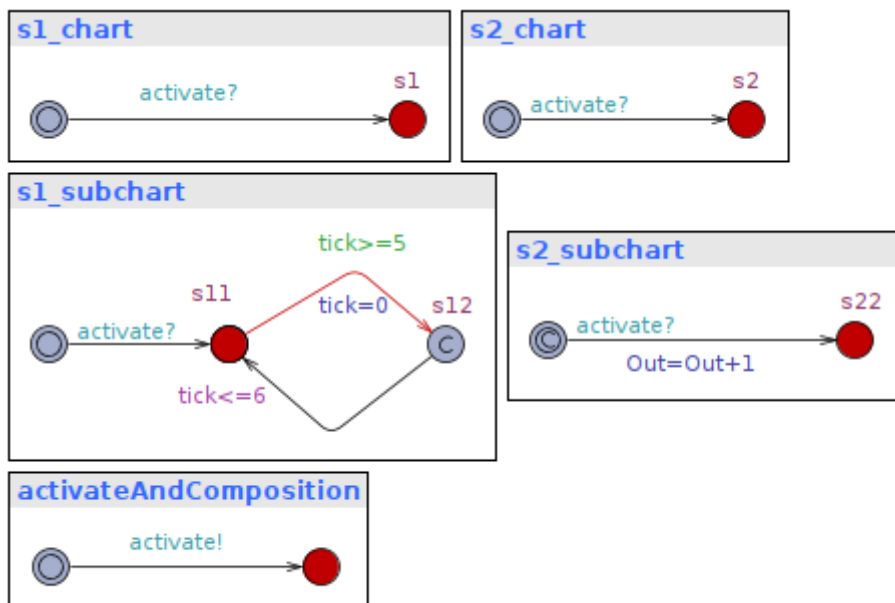 s1_chart
s1
activate?
s2_chart
s2
activate?
s1_subchart
tick>=5
s11
tick=0
s12
activate?
tick<=6
C
s2_subchart
s22
activate?
C
Out=Out+1
activateAndComposition
activate!